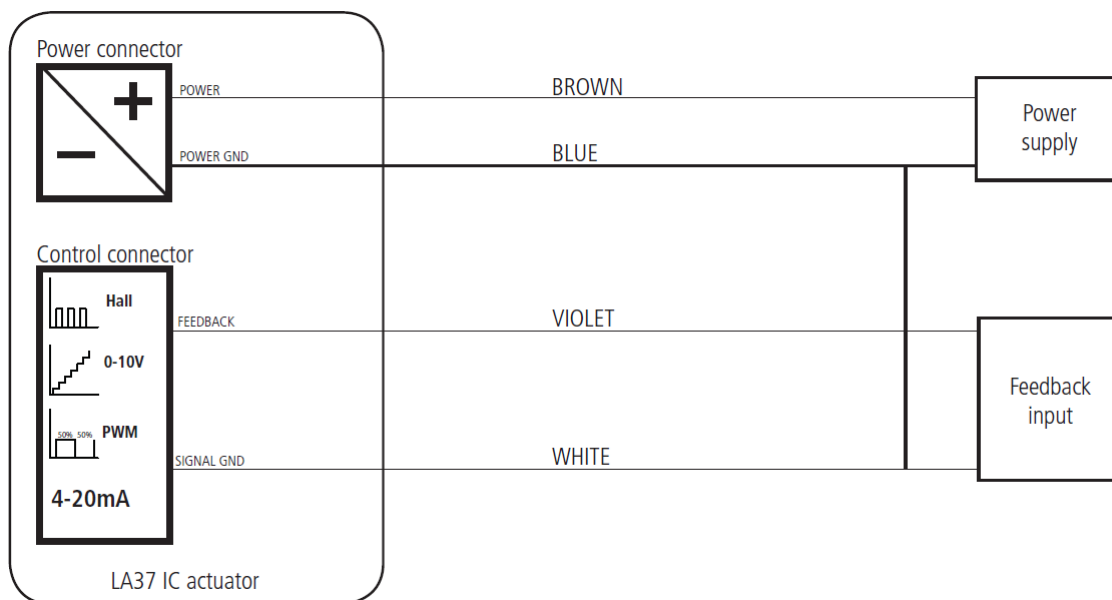 Power connector
+
−
POWER
BROWN
POWER GND
BLUE
Power
supply
Control connector
Hall
FEEDBACK
VIOLET
0-10V
50% 50%
PWM
SIGNAL GND
WHITE
4-20mA
Feedback
input
LA37 IC actuator